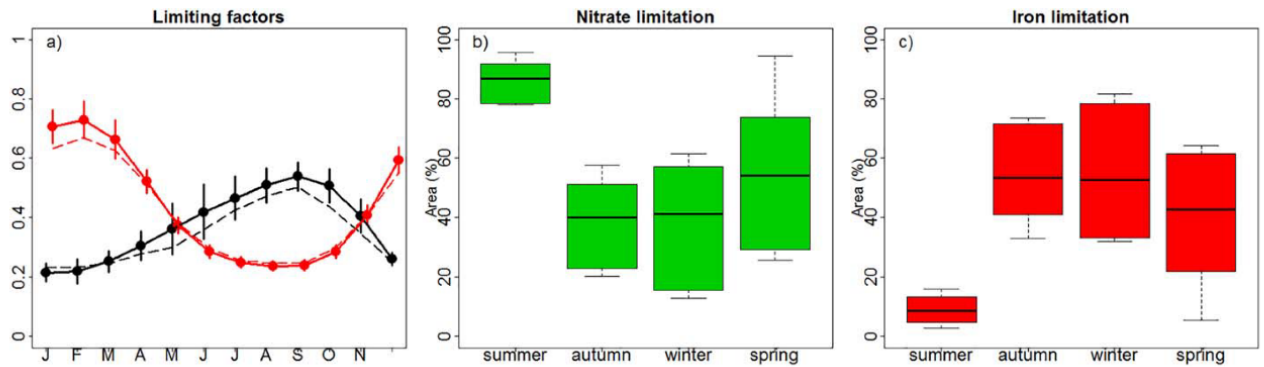 Limiting factors
a)
1
0.8
0.6
0.4
0.2
0
J F M A M J J A S O N
Nitrate limitation
b)
Area (%)
100
80
60
40
20
0
summer autumn winter spring
Iron limitation
c)
Area (%)
100
80
60
40
20
0
summer autumn winter spring